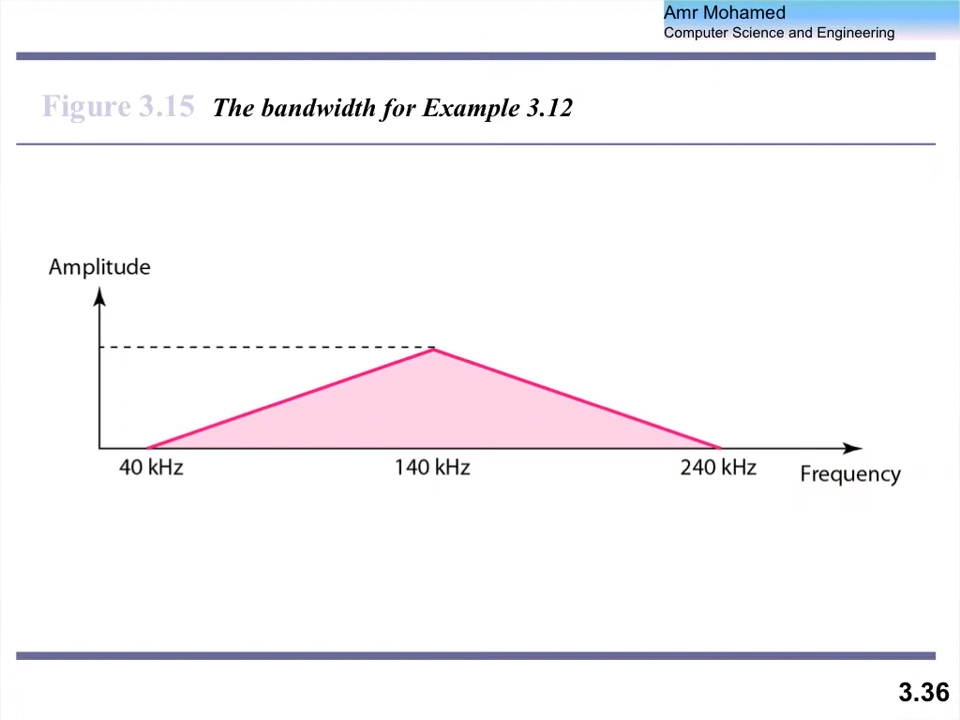 Amr Mohamed
Computer Science and Engineering
Figure 3.15 The bandwidth for Example 3.12
Amplitude
40 kHz 140 kHz 240 kHz
Frequency
3.36